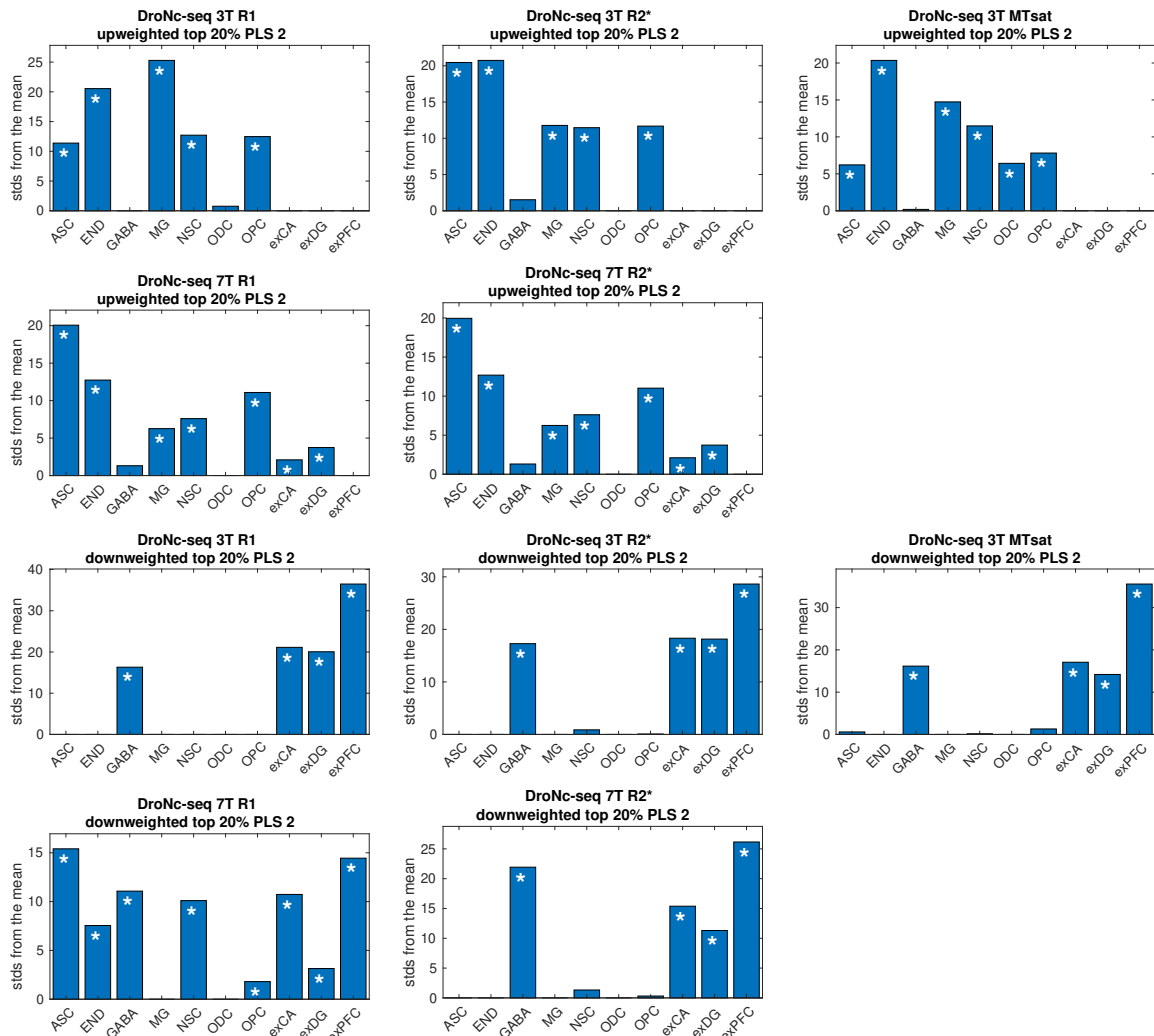 DroNc-seq 3T R1
upweighted top 20% PLS 2
stds from the mean
25
20
15
10
5
0
* * * * *
ASC END GABA MG NSC ODC OPC exCA exDG exPFC
DroNc-seq 3T R2*
upweighted top 20% PLS 2
stds from the mean
20
15
10
5
0
* * * * *
ASC END GABA MG NSC ODC OPC exCA exDG exPFC
DroNc-seq 3T MTsat
upweighted top 20% PLS 2
stds from the mean
20
15
10
5
0
* * * * * *
ASC END GABA MG NSC ODC OPC exCA exDG exPFC
DroNc-seq 7T R1
upweighted top 20% PLS 2
stds from the mean
20
15
10
5
0
* * * * * * *
ASC END GABA MG NSC ODC OPC exCA exDG exPFC
DroNc-seq 7T R2*
upweighted top 20% PLS 2
stds from the mean
20
15
10
5
0
* * * * * * *
ASC END GABA MG NSC ODC OPC exCA exDG exPFC
DroNc-seq 3T R1
downweighted top 20% PLS 2
stds from the mean
40
30
20
10
0
* * * *
ASC END GABA MG NSC ODC OPC exCA exDG exPFC
DroNc-seq 3T R2*
downweighted top 20% PLS 2
stds from the mean
30
20
10
0
* * * *
ASC END GABA MG NSC ODC OPC exCA exDG exPFC
DroNc-seq 3T MTsat
downweighted top 20% PLS 2
stds from the mean
30
20
10
0
* * * *
ASC END GABA MG NSC ODC OPC exCA exDG exPFC
DroNc-seq 7T R1
downweighted top 20% PLS 2
stds from the mean
15
10
5
0
* * * * * * * *
ASC END GABA MG NSC ODC OPC exCA exDG exPFC
DroNc-seq 7T R2*
downweighted top 20% PLS 2
stds from the mean
25
20
15
10
5
0
* * * *
ASC END GABA MG NSC ODC OPC exCA exDG exPFC